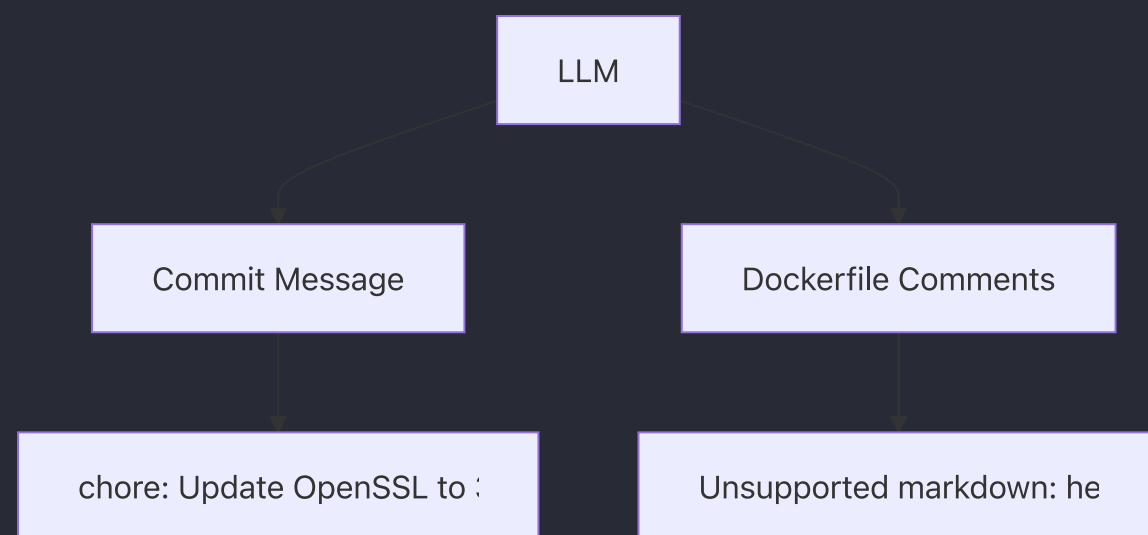 LLM
Commit Message
Dockerfile Comments
chore: Update OpenSSL to
Unsupported markdown: he